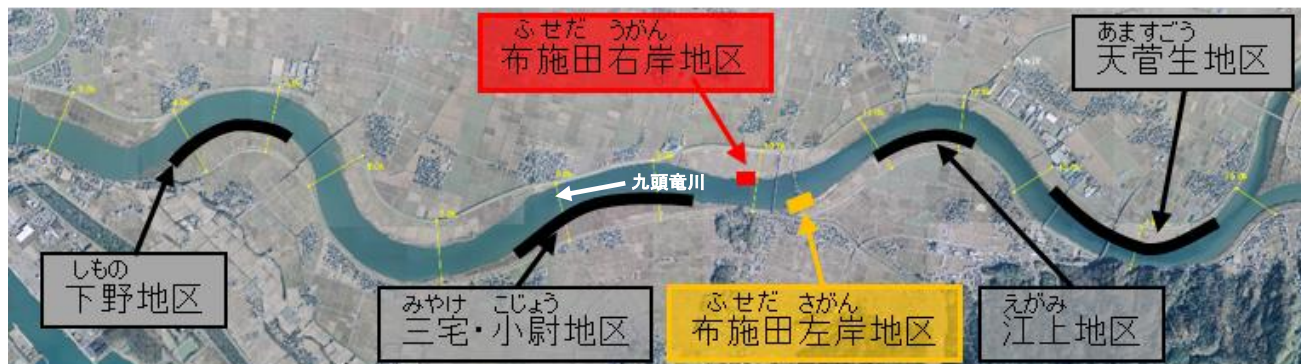 ふせだ うがん
布施田右岸地区
あますごう
天菅生地区
九頭竜川
しもの
下野地区
みやけ こじょう
三宅・小尉地区
ふせだ さがん
布施田左岸地区
えがみ
江上地区